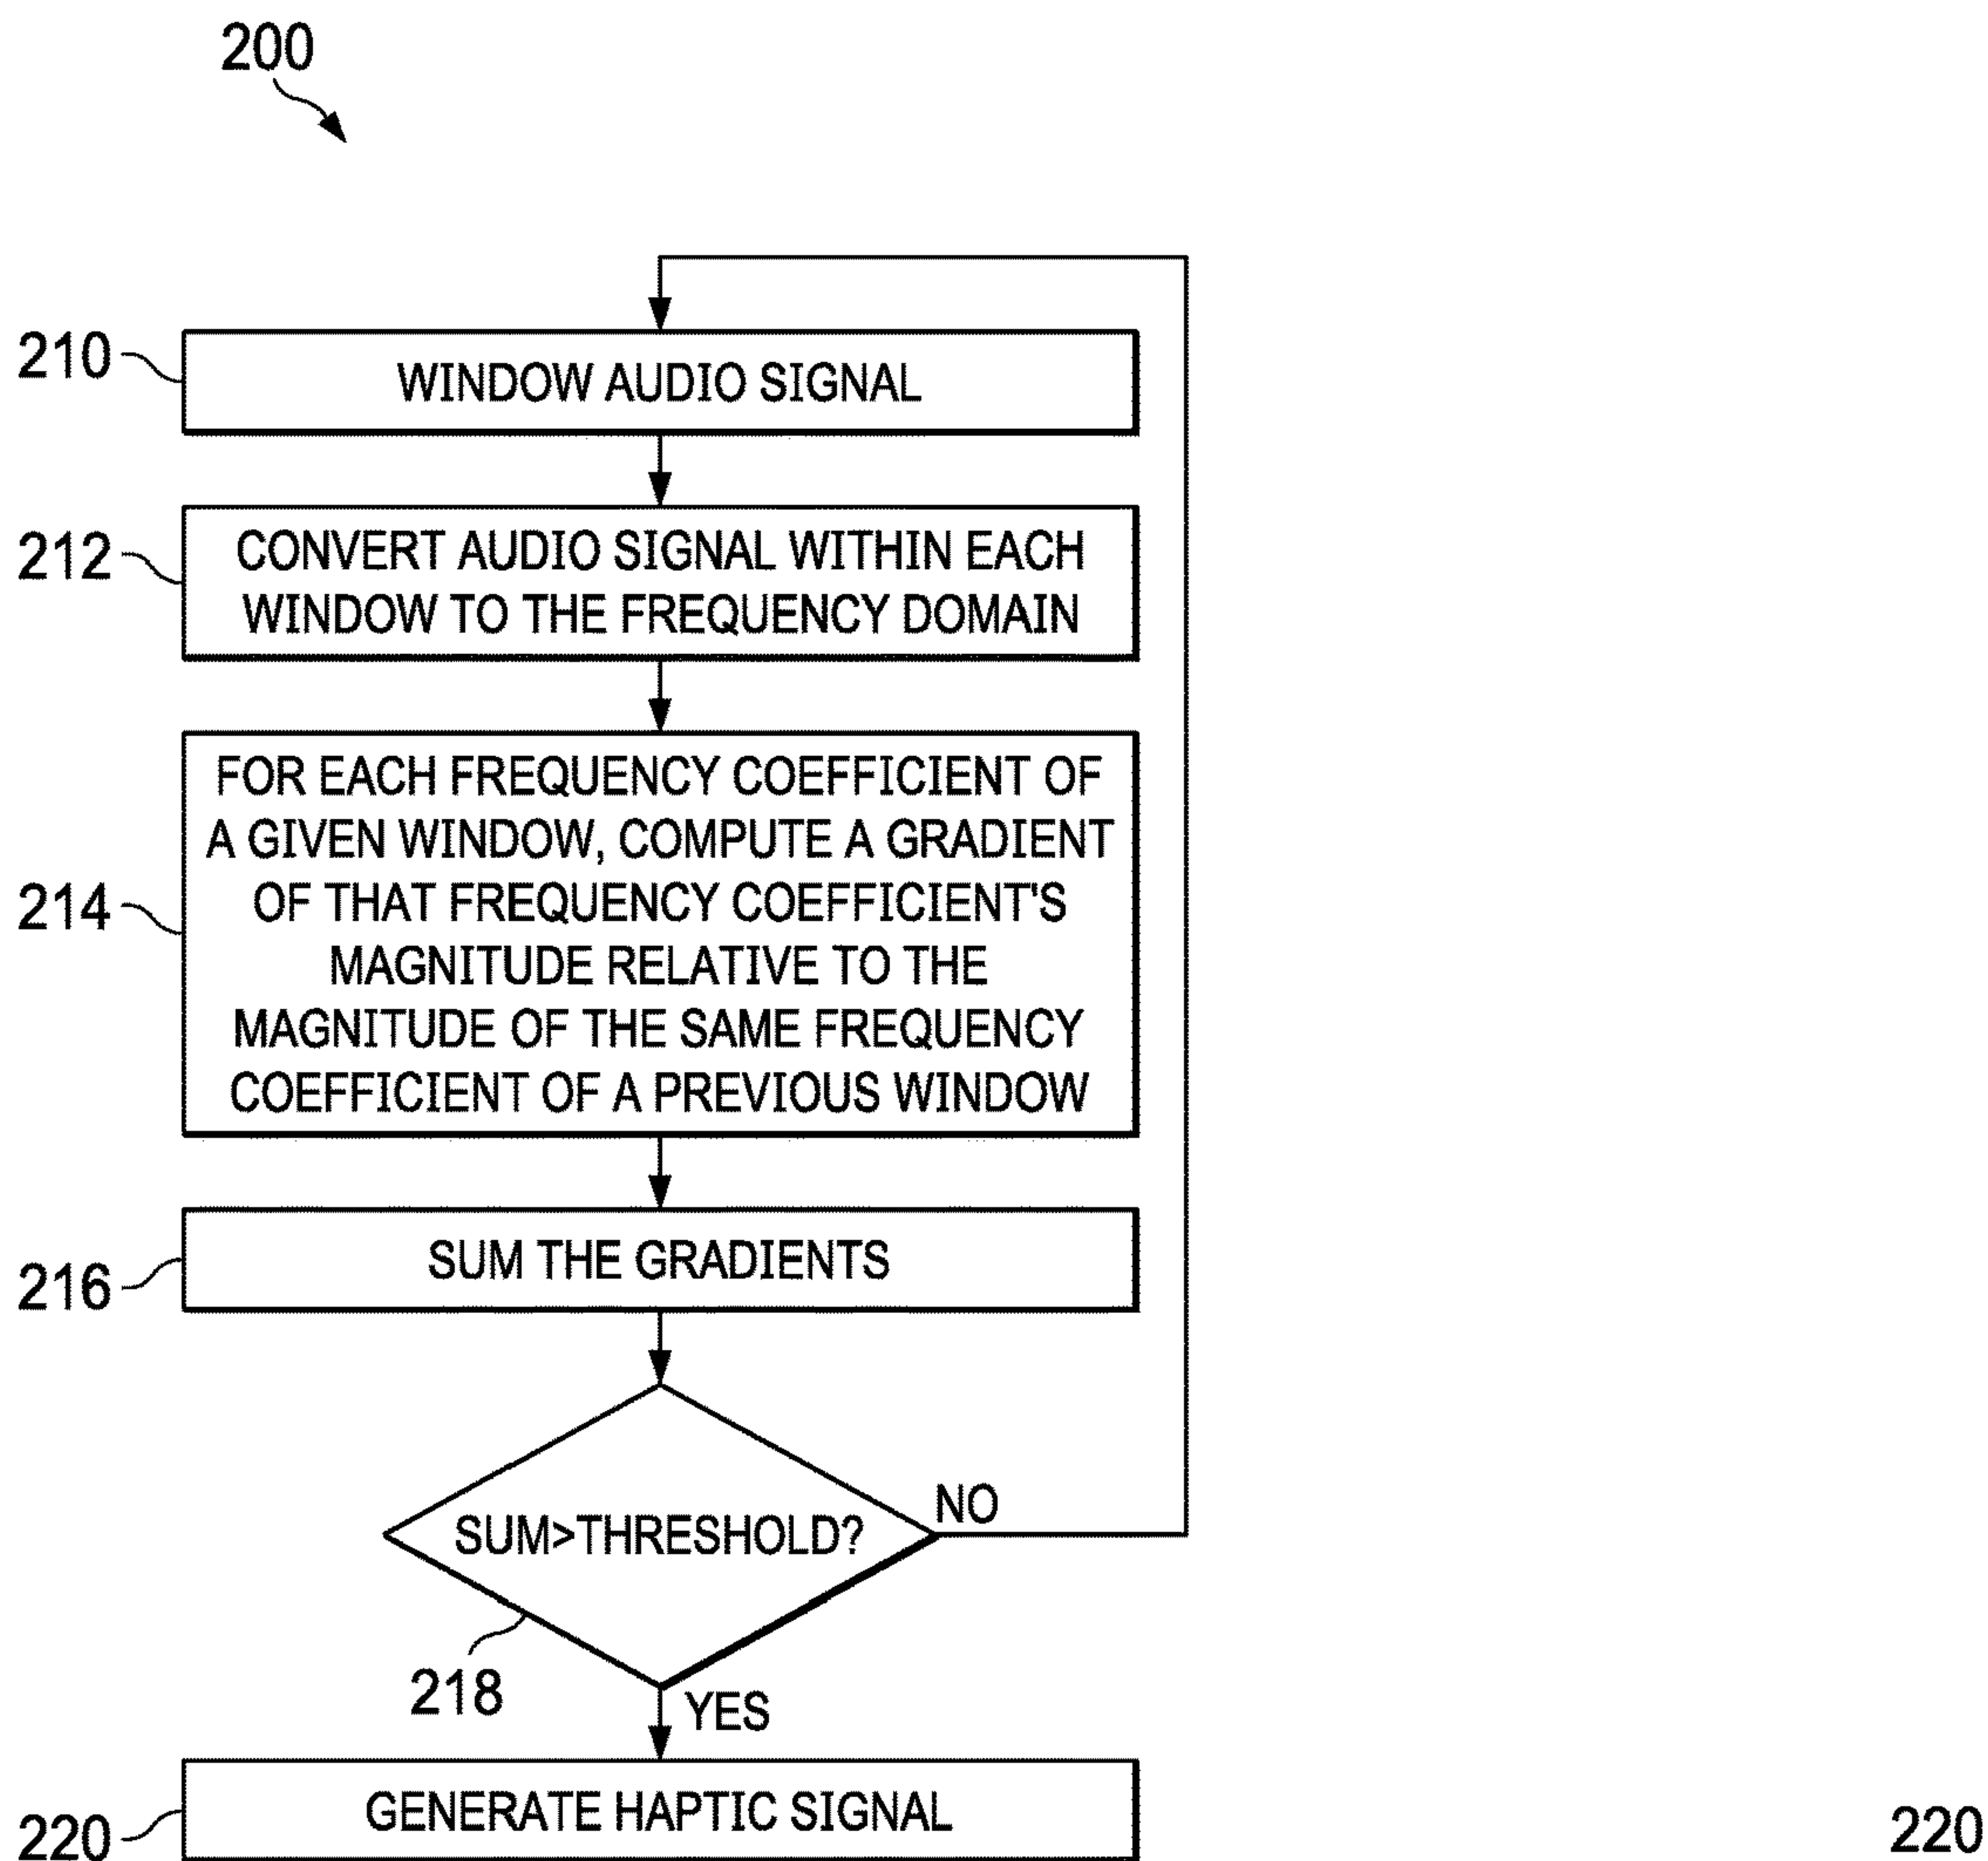 200
210
WINDOW AUDIO SIGNAL
212
CONVERT AUDIO SIGNAL WITHIN EACH
WINDOW TO THE FREQUENCY DOMAIN
214
FOR EACH FREQUENCY COEFFICIENT OF
A GIVEN WINDOW, COMPUTE A GRADIENT
OF THAT FREQUENCY COEFFICIENT'S
MAGNITUDE RELATIVE TO THE
MAGNITUDE OF THE SAME FREQUENCY
COEFFICIENT OF A PREVIOUS WINDOW
216
SUM THE GRADIENTS
SUM>THRESHOLD?
NO
218
YES
220
GENERATE HAPTIC SIGNAL
220